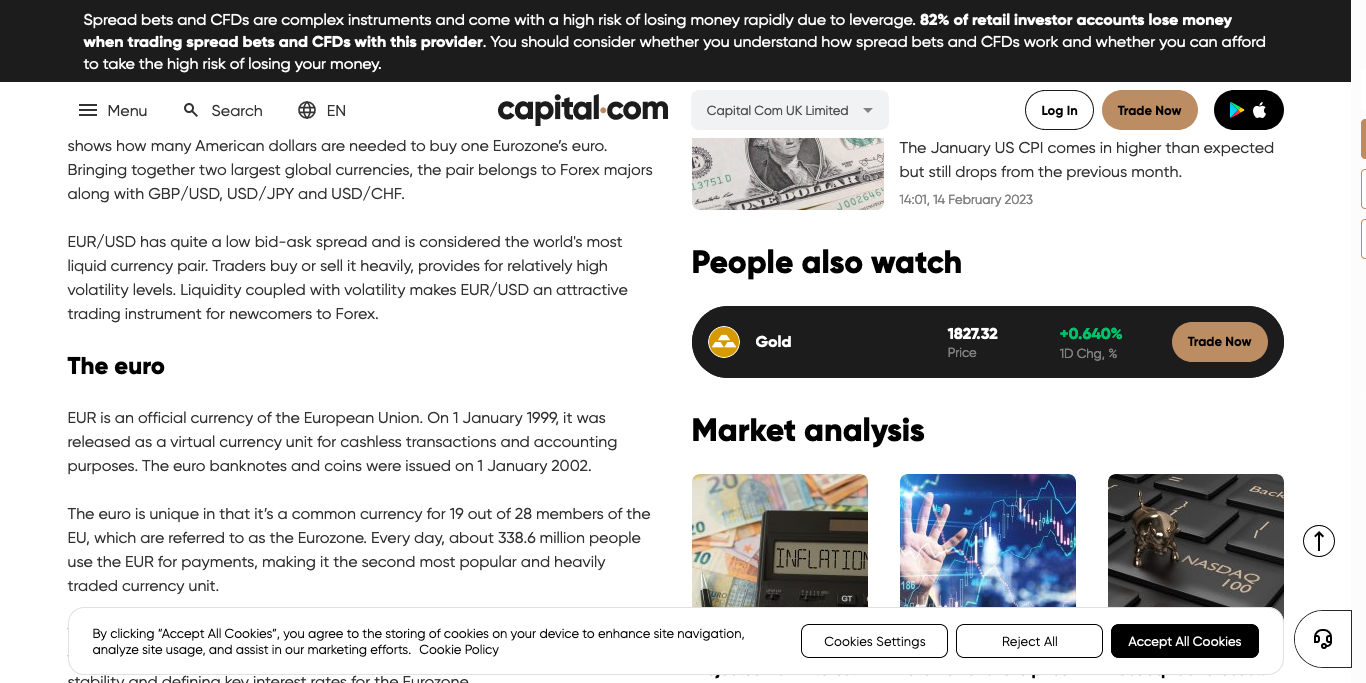 Spread bets and CFDs are complex instruments and come with a high risk of losing money rapidly due to leverage. 82% of retail investor accounts lose money
when trading spread bets and CFDs with this provider. You should consider whether you understand how spread bets and CFDs work and whether you can afford
to take the high risk of losing your money.
Menu
Search
EN
capital.com
Capital Com UK Limited
Log In
Trade Now
shows how many American dollars are needed to buy one Eurozone’s euro.
Bringing together two largest global currencies, the pair belongs to Forex majors
along with GBP/USD, USD/JPY and USD/CHF.
EUR/USD has quite a low bid-ask spread and is considered the world's most
liquid currency pair. Traders buy or sell it heavily, provides for relatively high
volatility levels. Liquidity coupled with volatility makes EUR/USD an attractive
trading instrument for newcomers to Forex.
The euro
EUR is an official currency of the European Union. On 1 January 1999, it was
released as a virtual currency unit for cashless transactions and accounting
purposes. The euro banknotes and coins were issued on 1 January 2002.
The euro is unique in that it’s a common currency for 19 out of 28 members of the
EU, which are referred to as the Eurozone. Every day, about 338.6 million people
use the EUR for payments, making it the second most popular and heavily
traded currency unit.
stability and defining key interest rates for the Eurozone.
13751 D
ONE DOLLAR
The January US CPI comes in higher than expected
but still drops from the previous month.
14:01, 14 February 2023
People also watch
Gold
1827.32
Price
+0.640%
1D Chg, %
Trade Now
Market analysis
20
20
10
INFLATION
GT
186
Back
NASDAQ
100
By clicking “Accept All Cookies”, you agree to the storing of cookies on your device to enhance site navigation,
analyze site usage, and assist in our marketing efforts. Cookie Policy
Cookies Settings
Reject All
Accept All Cookies